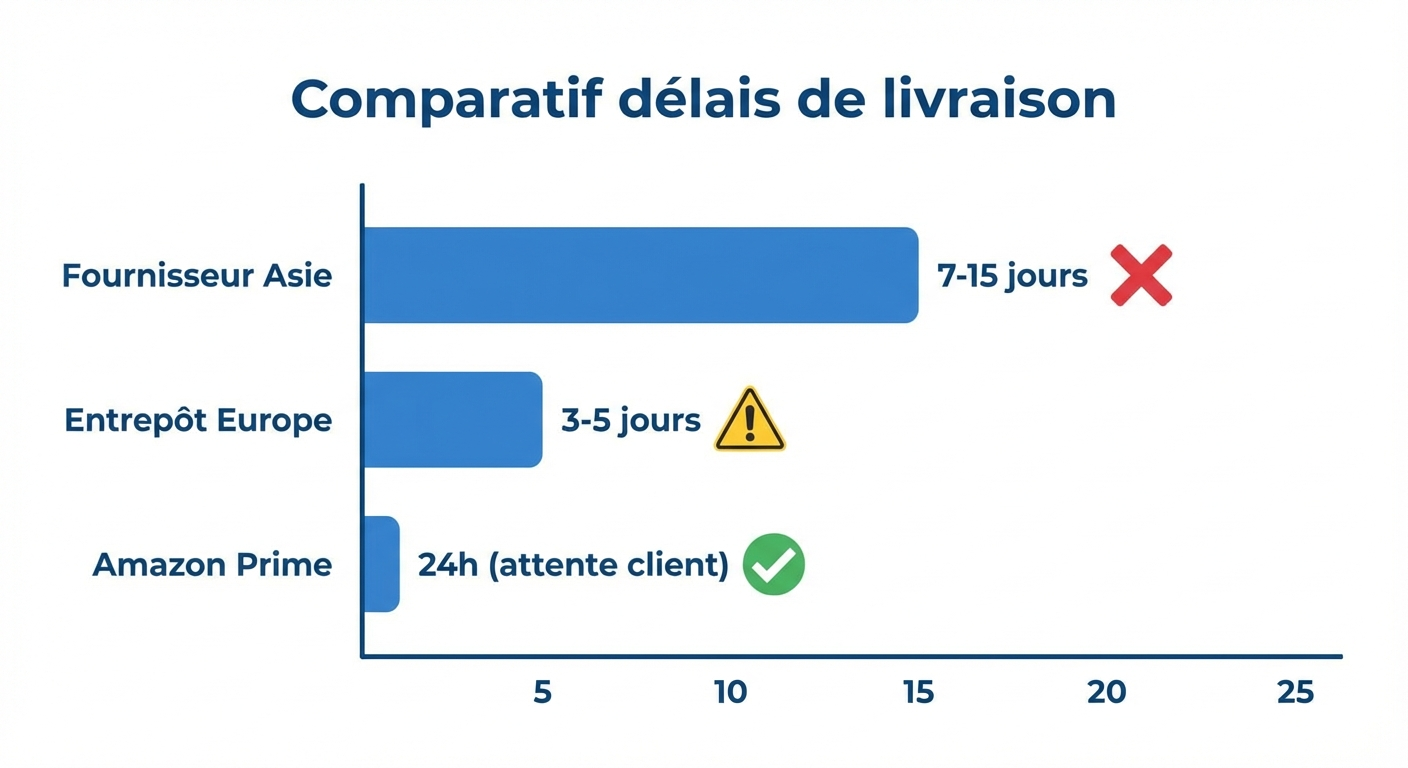 Comparatif délais de livraison
Fournisseur Asie 7-15 jours
Entrepôt Europe 3-5 jours
Amazon Prime 24h (attente client)
5 10 15 20 25